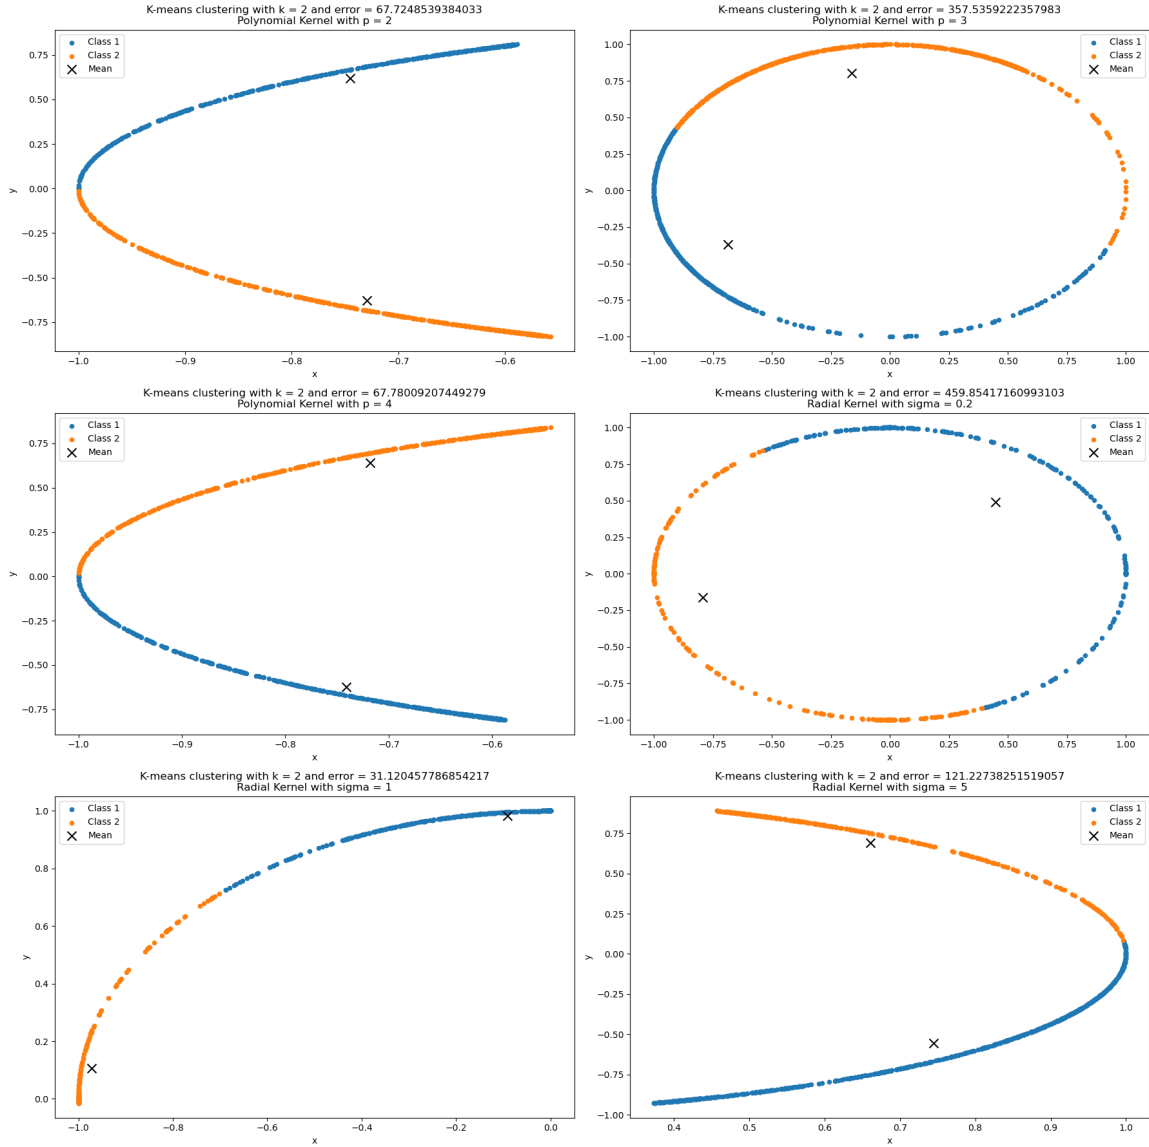 K-means clustering with k = 2 and error = 67.7248539384033
Polynomial Kernel with p = 2
Class 1
Class 2
Mean
y
0.75
0.50
0.25
0.00
−0.25
−0.50
−0.75
−1.0
−0.9
−0.8
−0.7
−0.6
x
K-means clustering with k = 2 and error = 357.5359222357983
Polynomial Kernel with p = 3
Class 1
Class 2
Mean
y
1.00
0.75
0.50
0.25
0.00
−0.25
−0.50
−0.75
−1.00
−1.00
−0.75
−0.50
−0.25
0.00
0.25
0.50
0.75
1.00
x
K-means clustering with k = 2 and error = 67.78009207449279
Polynomial Kernel with p = 4
Class 1
Class 2
Mean
y
0.75
0.50
0.25
0.00
−0.25
−0.50
−0.75
−1.0
−0.9
−0.8
−0.7
−0.6
x
K-means clustering with k = 2 and error = 459.85417160993103
Radial Kernel with sigma = 0.2
Class 1
Class 2
Mean
y
1.00
0.75
0.50
0.25
0.00
−0.25
−0.50
−0.75
−1.00
−1.00
−0.75
−0.50
−0.25
0.00
0.25
0.50
0.75
1.00
x
K-means clustering with k = 2 and error = 31.120457786854217
Radial Kernel with sigma = 1
Class 1
Class 2
Mean
y
1.0
0.8
0.6
0.4
0.2
0.0
−1.0
−0.8
−0.6
−0.4
−0.2
0.0
x
K-means clustering with k = 2 and error = 121.22738251519057
Radial Kernel with sigma = 5
Class 1
Class 2
Mean
y
0.75
0.50
0.25
0.00
−0.25
−0.50
−0.75
−1.00
0.4
0.5
0.6
0.7
0.8
0.9
1.0
x